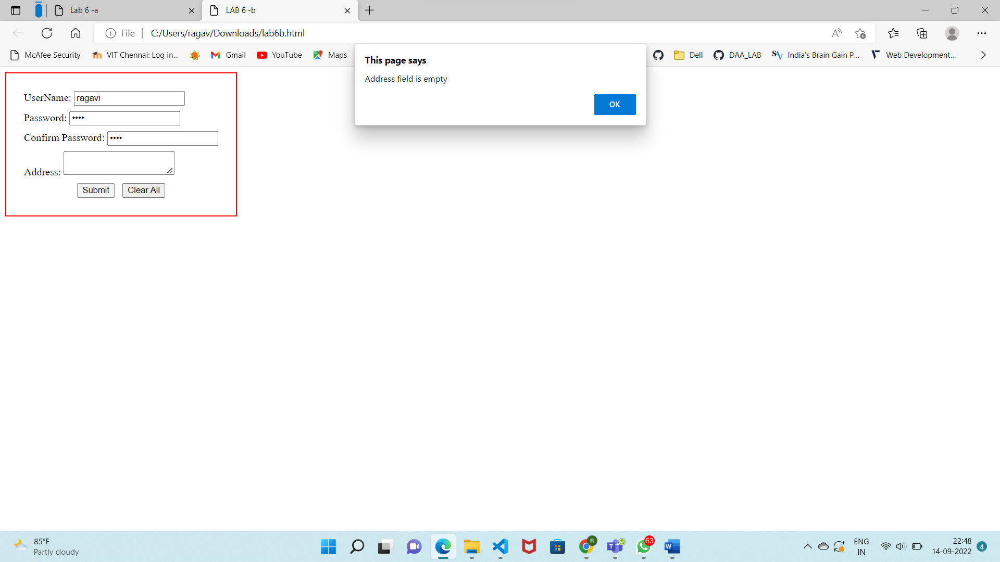 Lab 6 -a
LAB 6 -b
File
C:/Users/ragav/Downloads/lab6b.html
McAfee Security
VIT Chennai: Log in...
Gmail
YouTube
Maps
Dell
DAA_LAB
India's Brain Gain P...
Web Development...
This page says
Address field is empty
OK
UserName: ragavi
Password: ••••
Confirm Password: ••••
Address:
Submit Clear All
85°F
Partly cloudy
R
63
ENG
IN
22:48
14-09-2022
4